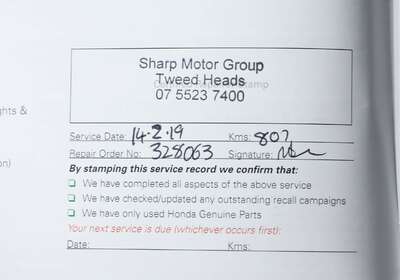 Sharp Motor Group
Tweed Heads
07 5523 7400
ghts &
Service Date: 14-2-19 Kms: 807
Repair Order No: 328063 Signature:
on)
By stamping this service record we confirm that:
We have completed all aspects of the above service
We have checked/updated any outstanding recall campaigns
We have only used Honda Genuine Parts
Your next service is due (whichever occurs first):
Date: Kms: